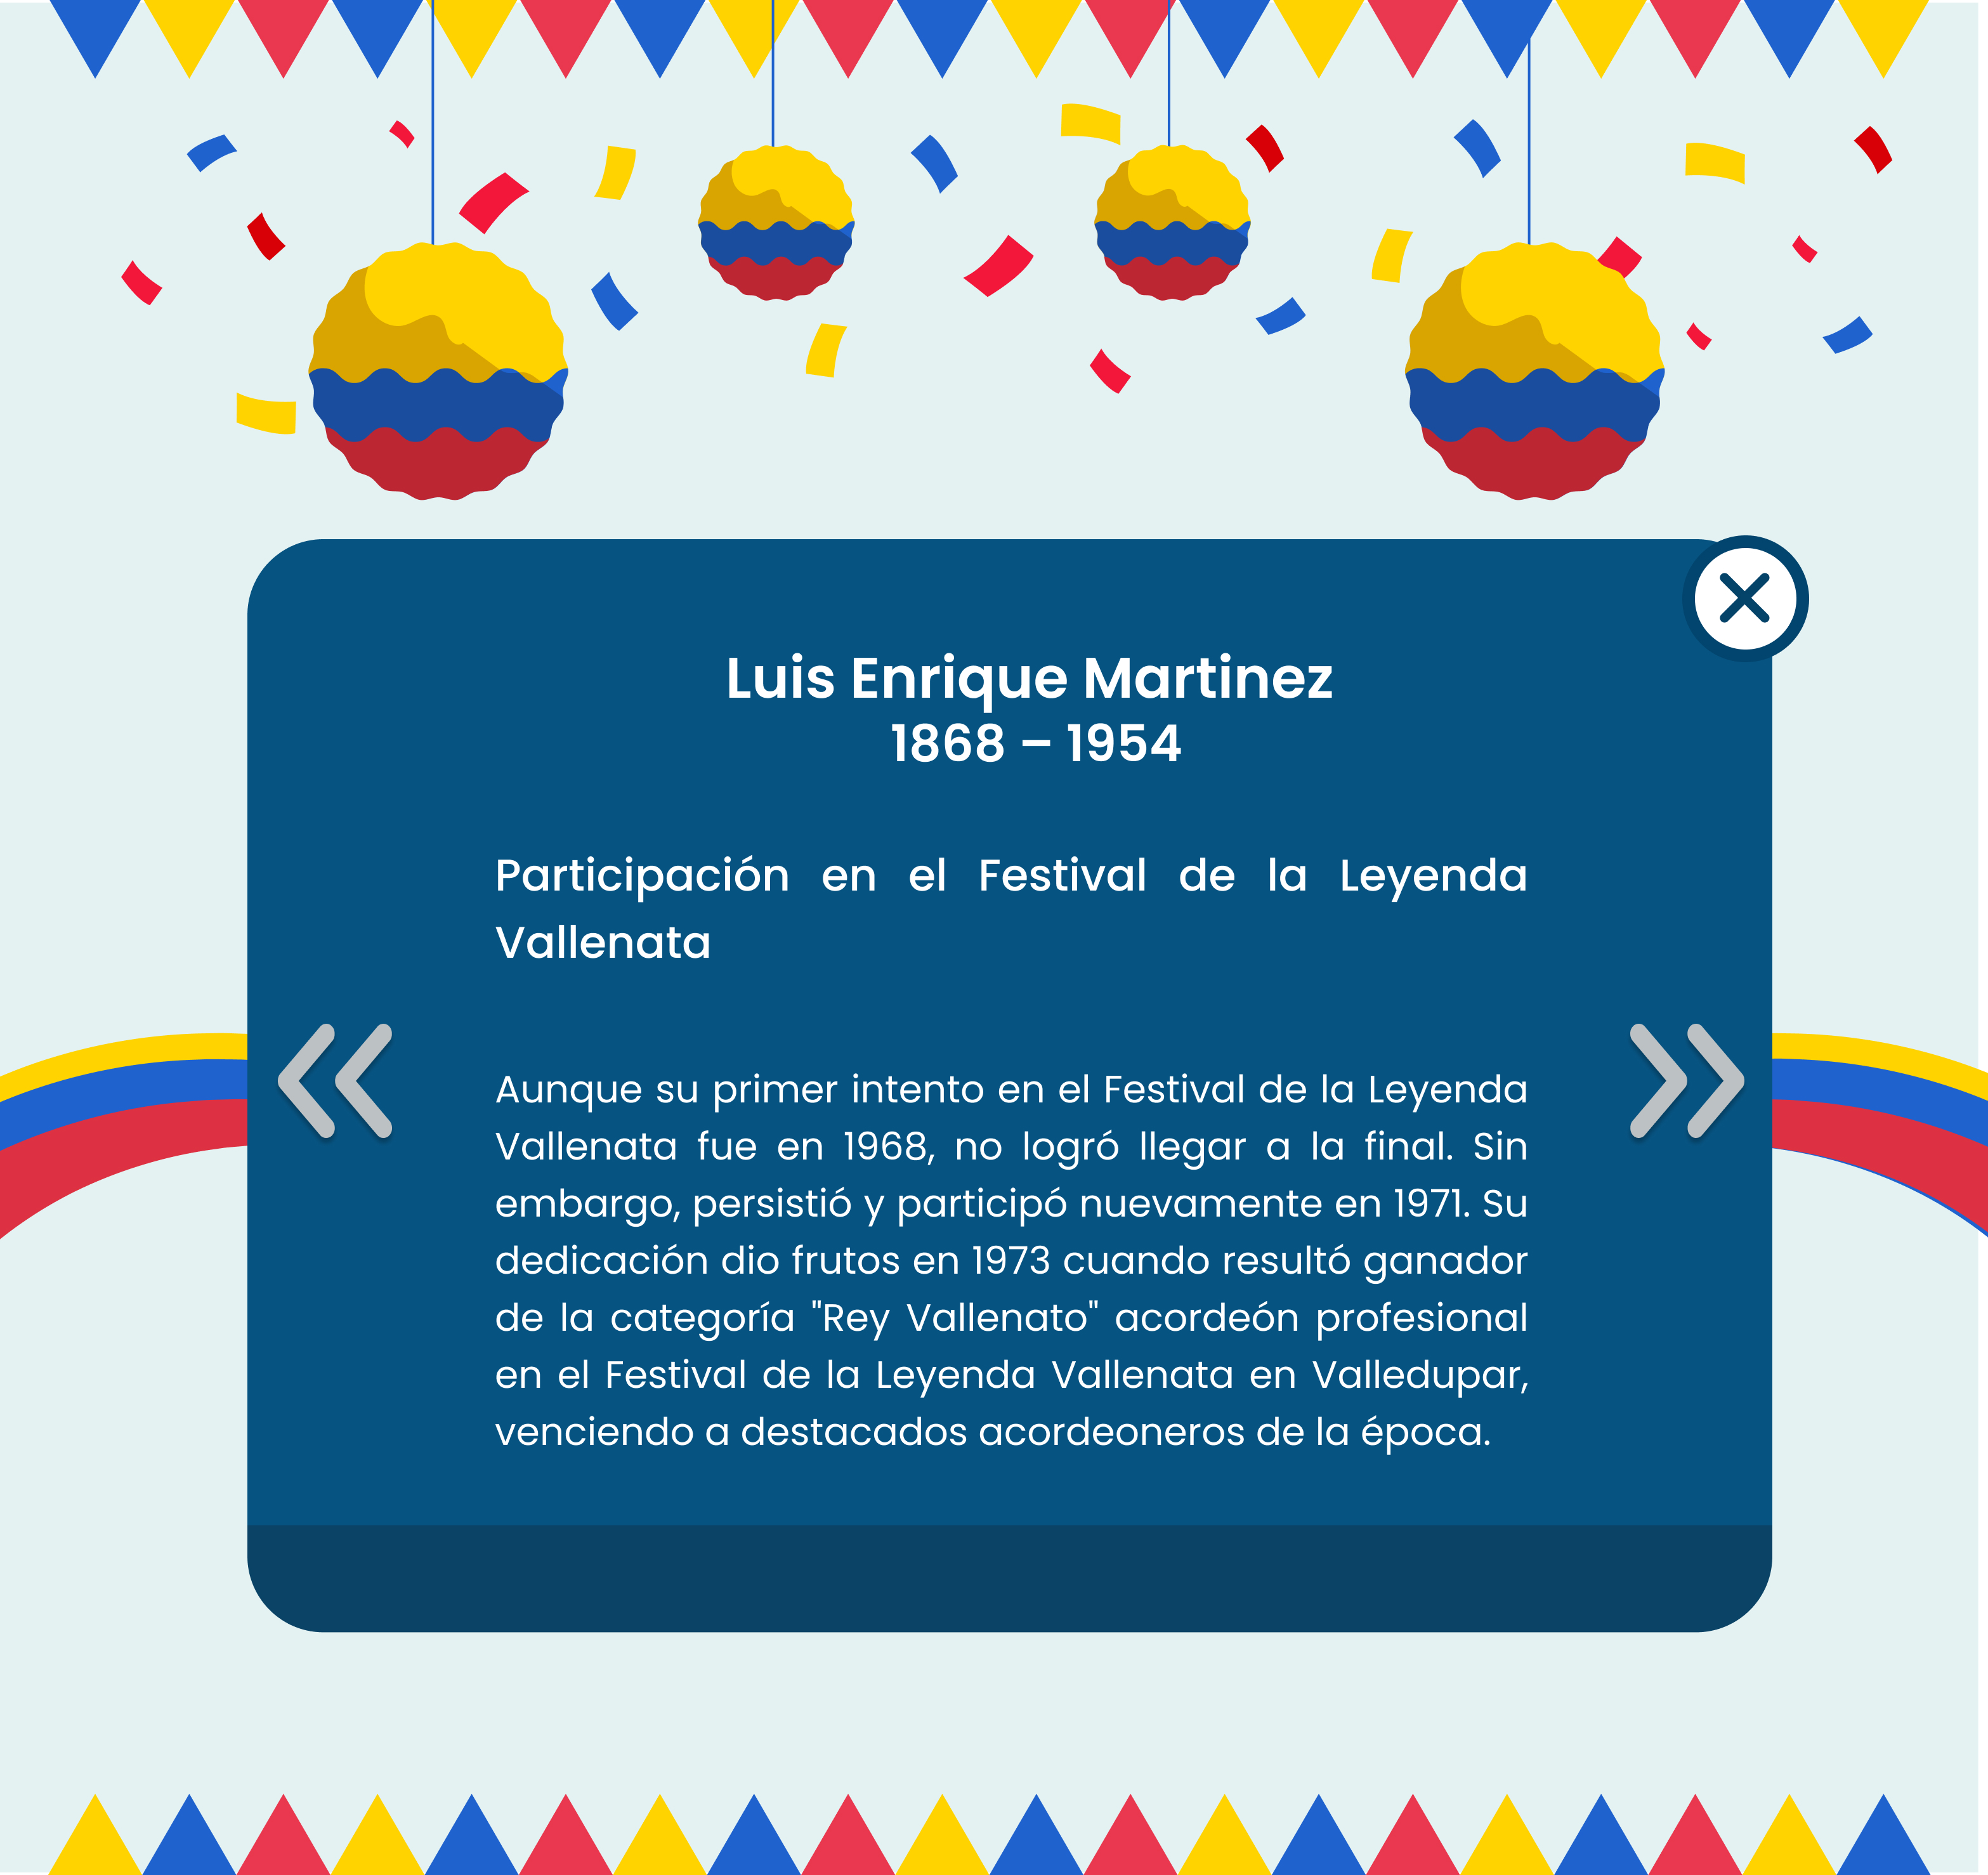 Luis Enrique Martinez
1868 – 1954
Participación en el Festival de la Leyenda
Vallenata
Aunque su primer intento en el Festival de la Leyenda
Vallenata fue en 1968, no logró llegar a la final. Sin
embargo, persistió y participó nuevamente en 1971. Su
dedicación dio frutos en 1973 cuando resultó ganador
de la categoría "Rey Vallenato" acordeón profesional
en el Festival de la Leyenda Vallenata en Valledupar,
venciendo a destacados acordeoneros de la época.